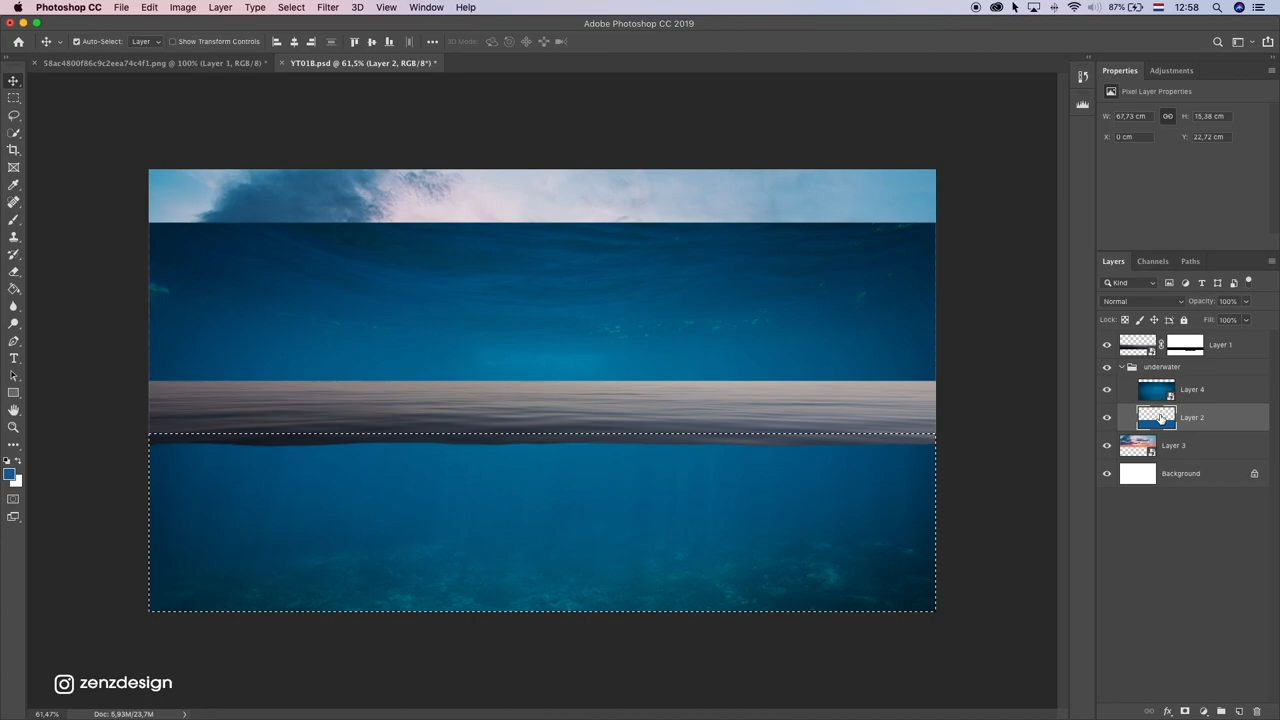 Photoshop CC File Edit Image Layer Type Select Filter 3D View Window Help 87% 12:58
Adobe Photoshop CC 2019
Auto-Select: Layer Show Transform Controls 3D Mode:
58ac4800f86c9c2eea74c4f1.png @ 100% (Layer 1, RGB/8) * YT01B.psd @ 61,5% (Layer 2, RGB/8*) *
Properties Adjustments
Pixel Layer Properties
W: 67,73 cm H: 15,38 cm
X: 0 cm Y: 22,72 cm
Layers Channels Paths
Kind
Normal Opacity: 100%
Lock: Fill: 100%
Layer 1
underwater
Layer 4
Layer 2
Layer 3
Background
zenzdesign
61,47% Doc: 5,93M/23,7M